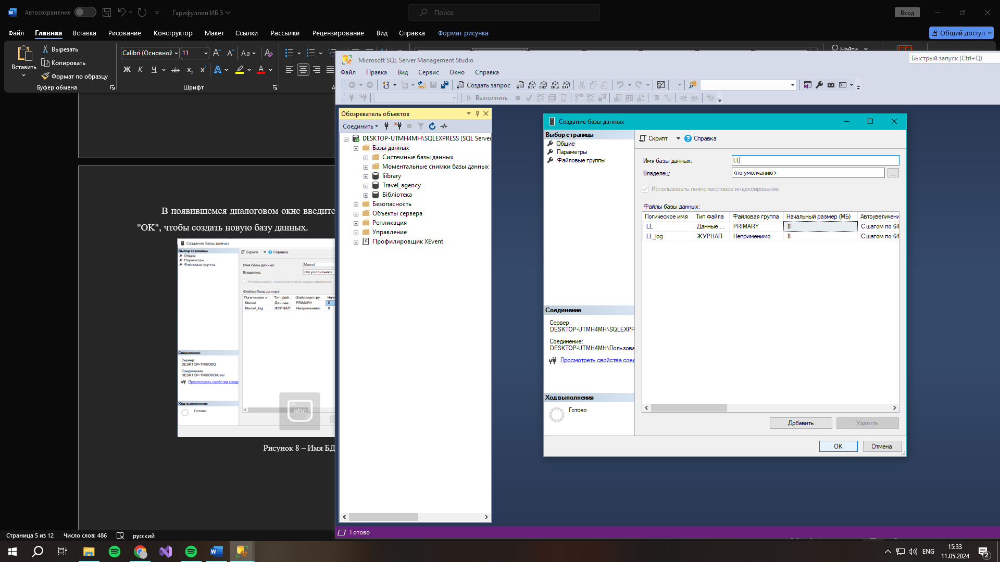 Автосохранение
Гарифуллин ИБ 3
Поиск
Вход
Файл
Главная
Вставка
Рисование
Конструктор
Макет
Ссылки
Рассылки
Рецензирование
Вид
Справка
Формат рисунка
Общий доступ
Вставить
Вырезать
Копировать
Формат по образцу
Буфер обмена
Calibri (Основной
11
Шрифт
Найти
В появившемся диалоговом окне введите
"ОК", чтобы создать новую базу данных.
Создание базы данных
Выбор страницы
Общие
Параметры
Файловые группы
Скрипт
Справка
Имя базы данных:
Marcel
Владелец:
<по умолчанию>
Использовать полнотекстовое индексирование
Файлы базы данных:
Логическое и...
Тип фай...
Файловая гру...
Нач
Marcel
Данные...
PRIMARY
8
Marcel_log
ЖУРНАЛ
Неприменимо
8
Соединение
Сервер:
DESKTOP-1NI0O6Q
Соединение
DESKTOP-1NI0O6Q\User
Просмотреть свойства соеди
Ход выполнения
Готово
abc
Рисунок 8 – Имя БД
Страница 5 из 12
Число слов: 486
русский
Microsoft SQL Server Management Studio
Быстрый запуск (Ctrl+Q)
Файл
Правка
Вид
Сервис
Окно
Справка
Создать запрос
MDX
DMX
XMLA
DAX
Выполнить
Обозреватель объектов
Соединить
DESKTOP-UTMH4MH\SQLEXPRESS (SQL Server
Базы данных
Системные базы данных
Моментальные снимки базы данных
liibrary
Travel_agency
Бібліотека
Безопасность
Объекты сервера
Репликация
Управление
Профилировщик XEvent
Готово
Создание базы данных
Выбор страницы
Общие
Параметры
Файловые группы
Скрипт
Справка
Имя базы данных:
LL
Владелец:
<по умолчанию>
...
Использовать полнотекстовое индексирование
Файлы базы данных:
Логическое имя
Тип файла
Файловая группа
Начальный размер (МБ)
Автоувеличени
LL
Данные ...
PRIMARY
8
С шагом по 64
LL_log
ЖУРНАЛ
Неприменимо
8
С шагом по 64
Соединение
Сервер:
DESKTOP-UTMH4MH\SQLEXPR
Соединение:
DESKTOP-UTMH4MH\Пользова
Просмотреть свойства соед
Ход выполнения
Готово
Добавить
Удалить
ОК
Отмена
ENG
15:33
11.05.2024
2